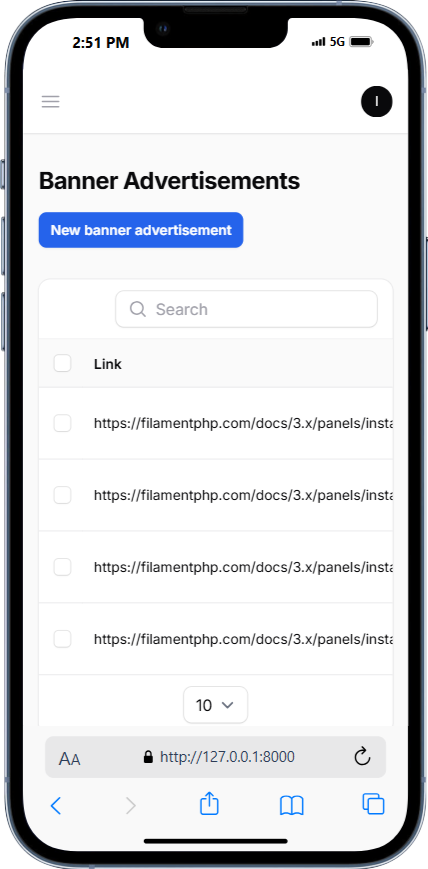 2:51 PM
5G
I
Banner Advertisements
New banner advertisement
Search
Link
https://filamentphp.com/docs/3.x/panels/insta
https://filamentphp.com/docs/3.x/panels/insta
https://filamentphp.com/docs/3.x/panels/insta
https://filamentphp.com/docs/3.x/panels/insta
10
AA
http://127.0.0.1:8000